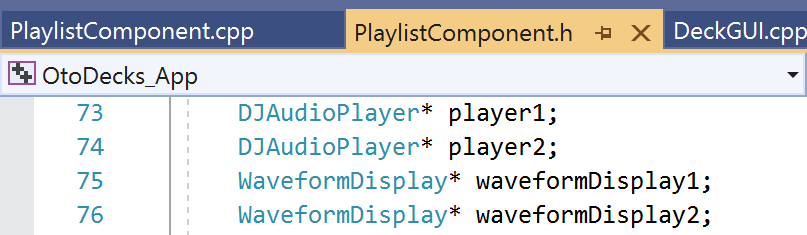 PlaylistComponent.cpp PlaylistComponent.h DeckGUI.cpp
OtoDecks_App
73 DJAudioPlayer* player1;
74 DJAudioPlayer* player2;
75 WaveformDisplay* waveformDisplay1;
76 WaveformDisplay* waveformDisplay2;